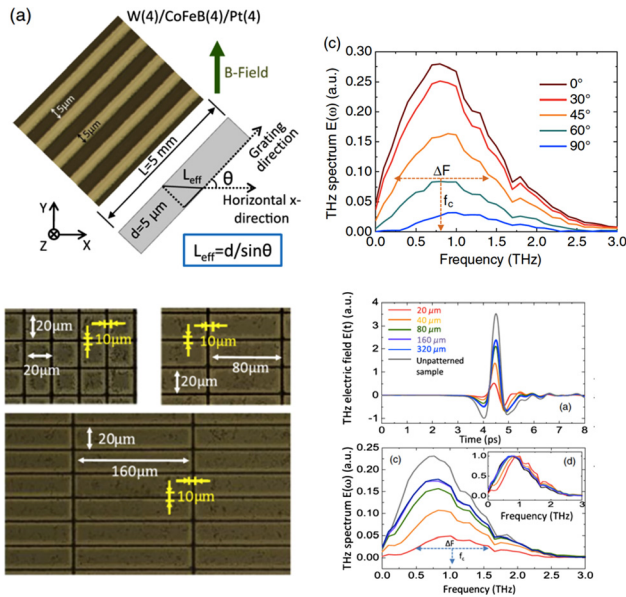 (a)
W(4)/CoFeB(4)/Pt(4)
B-Field
5μm
5μm
L=5 mm
Grating
direction
L_eff
θ
Horizontal x-
direction
d=5 μm
Y
Z
X
L_eff=d/sinθ
(c)
THz spectrum E(ω) (a.u.)
0.30
0.25
0.20
0.15
0.10
0.05
0.00
0°
30°
45°
60°
90°
ΔF
f_c
0.0 0.5 1.0 1.5 2.0 2.5 3.0
Frequency (THz)
20μm
10μm
20μm
10μm
80μm
20μm
20μm
160μm
10μm
THz electric field E(t) (a.u.)
4
3
2
1
0
-1
20 μm
40 μm
80 μm
160 μm
320 μm
Unpatterned
sample
(a)
0 1 2 3 4 5 6 7 8
Time (ps)
THz spectrum E(ω) (a.u.)
0.25
0.20
0.15
0.10
0.05
0.00
(c)
(d)
1.0
0.5
0.0
0 1 2 3
Frequency (THz)
ΔF
f_c
0.0 0.5 1.0 1.5 2.0 2.5 3.0
Frequency (THz)